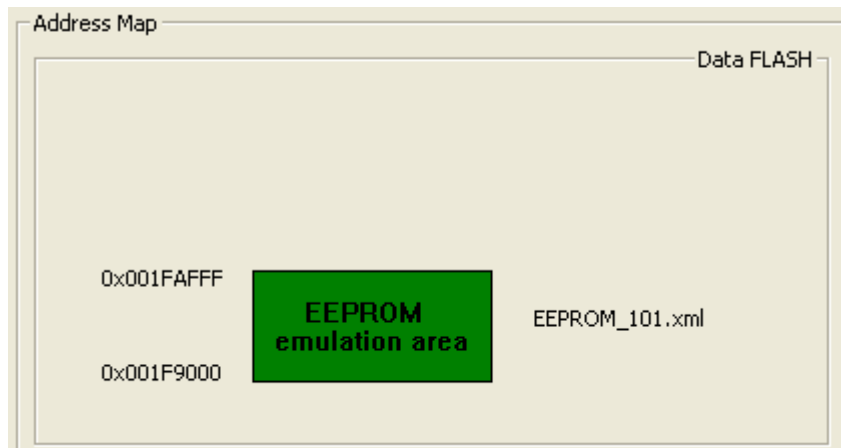 Address Map
Data FLASH
0x001FAFFF
EEPROM
emulation area
EEPROM_101.xml
0x001F9000